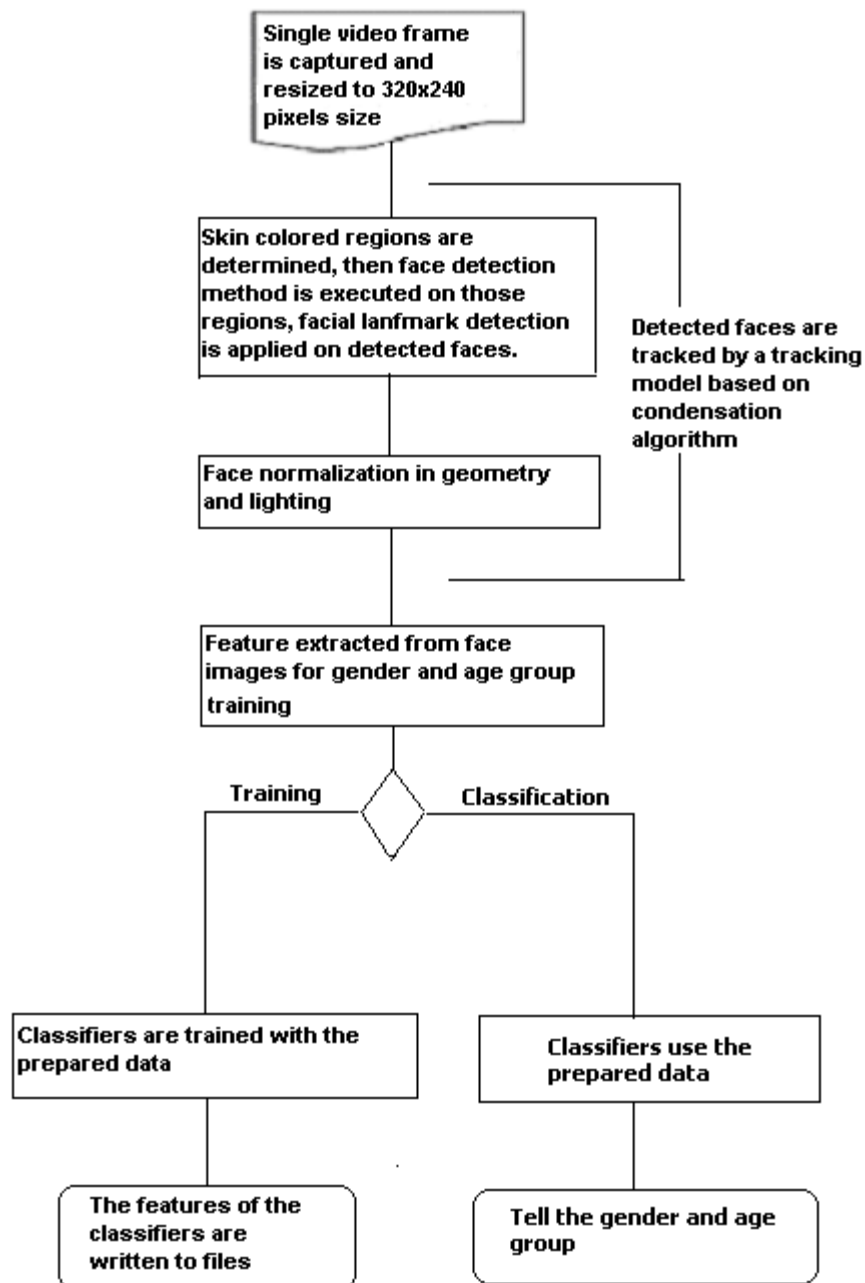 Single video frame
is captured and
resized to 320x240
pixels size
Skin colored regions are
determined, then face detection
method is executed on those
regions, facial lanfmark detection
is applied on detected faces.
Detected faces are
tracked by a tracking
model based on
condensation
algorithm
Face normalization in geometry
and lighting
Feature extracted from face
images for gender and age group
training
Training
Classification
Classifiers are trained with the
prepared data
Classifiers use the
prepared data
The features of the
classifiers are
written to files
Tell the gender and age
group